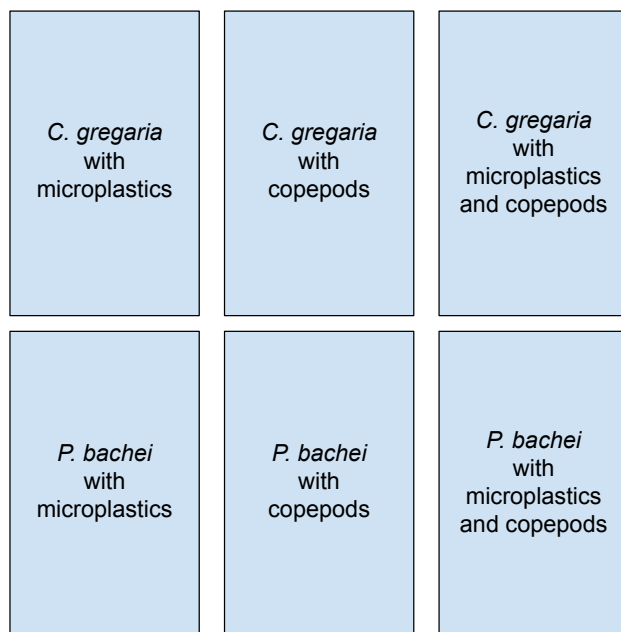 C. gregaria
with
microplastics
C. gregaria
with
copepods
C. gregaria
with
microplastics
and copepods
P. bachei
with
microplastics
P. bachei
with
copepods
P. bachei
with
microplastics
and copepods